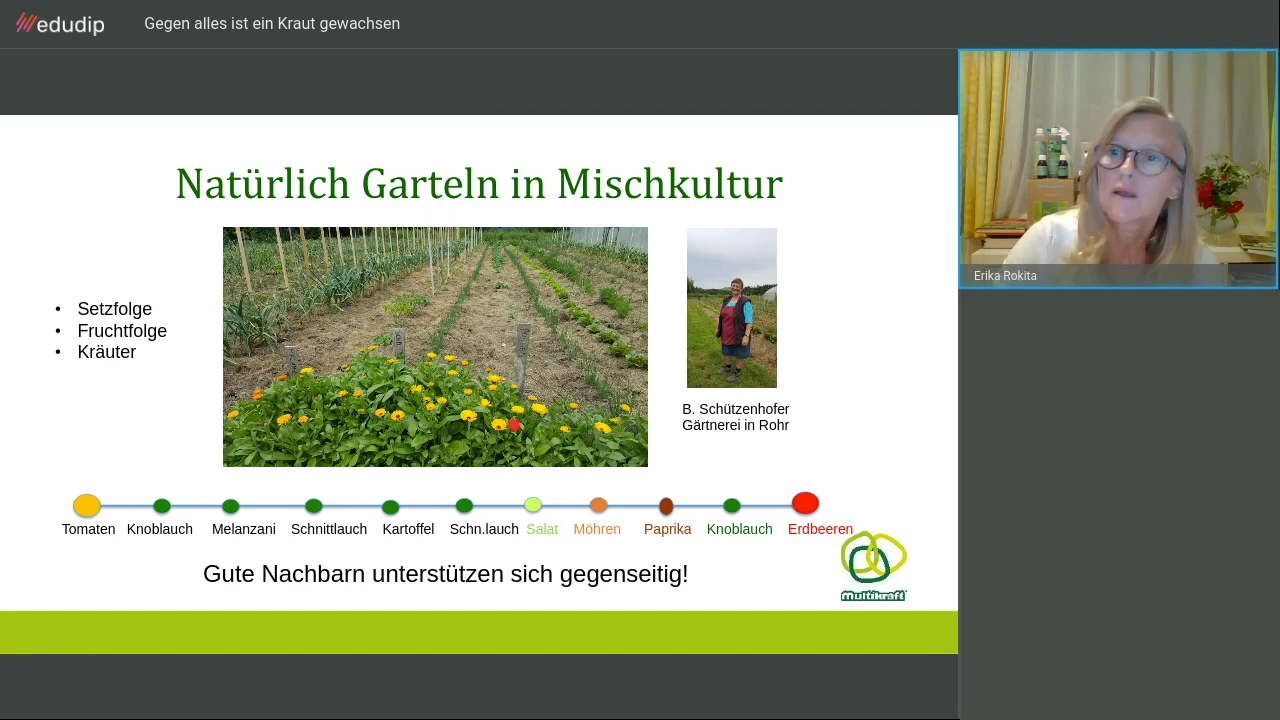 edudip
Gegen alles ist ein Kraut gewachsen
Natürlich Garteln in Mischkultur
• Setzfolge
• Fruchtfolge
• Kräuter
B. Schützenhofer
Gärtnerei in Rohr
Tomaten Knoblauch Melanzani Schnittlauch Kartoffel Schn.lauch Salat Möhren Paprika Knoblauch Erdbeeren
Gute Nachbarn unterstützen sich gegenseitig!
multikraft
Erika Rokita